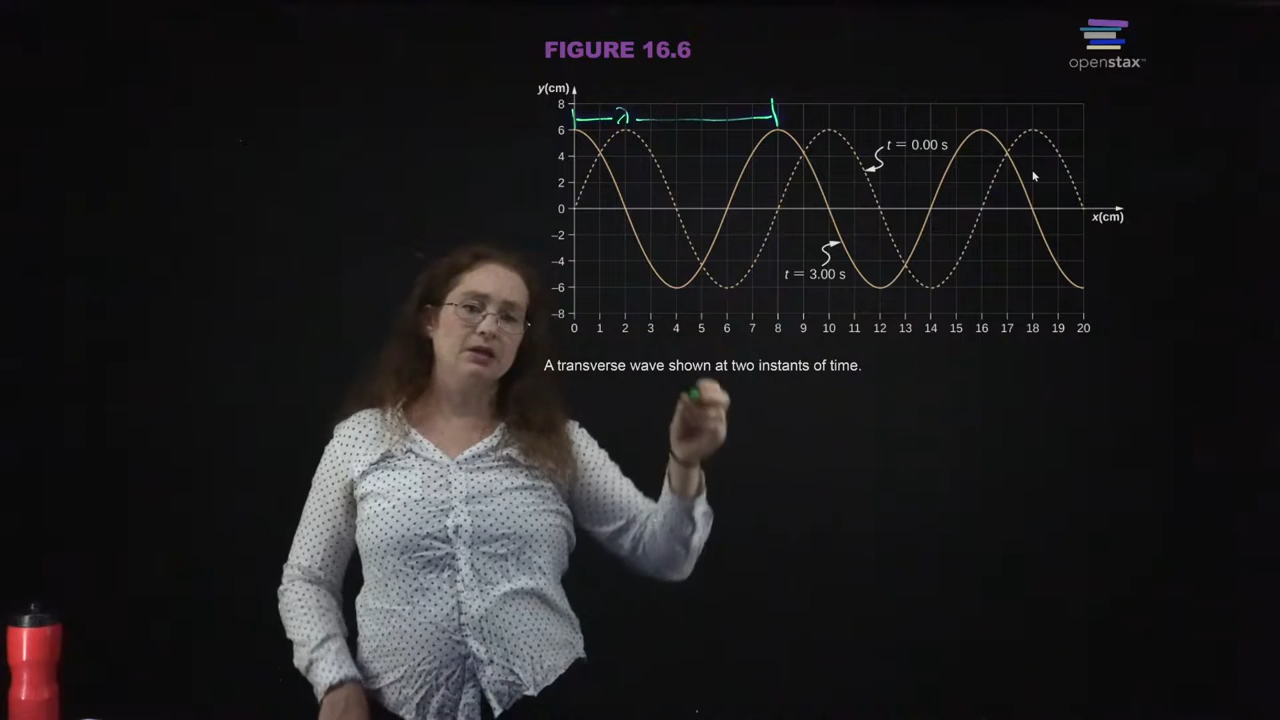 FIGURE 16.6
openstax™
y(cm)
8
6
4
2
0
–2
–4
–6
–8
λ
t = 0.00 s
t = 3.00 s
x(cm)
0 1 2 3 4 5 6 7 8 9 10 11 12 13 14 15 16 17 18 19 20
A transverse wave shown at two instants of time.